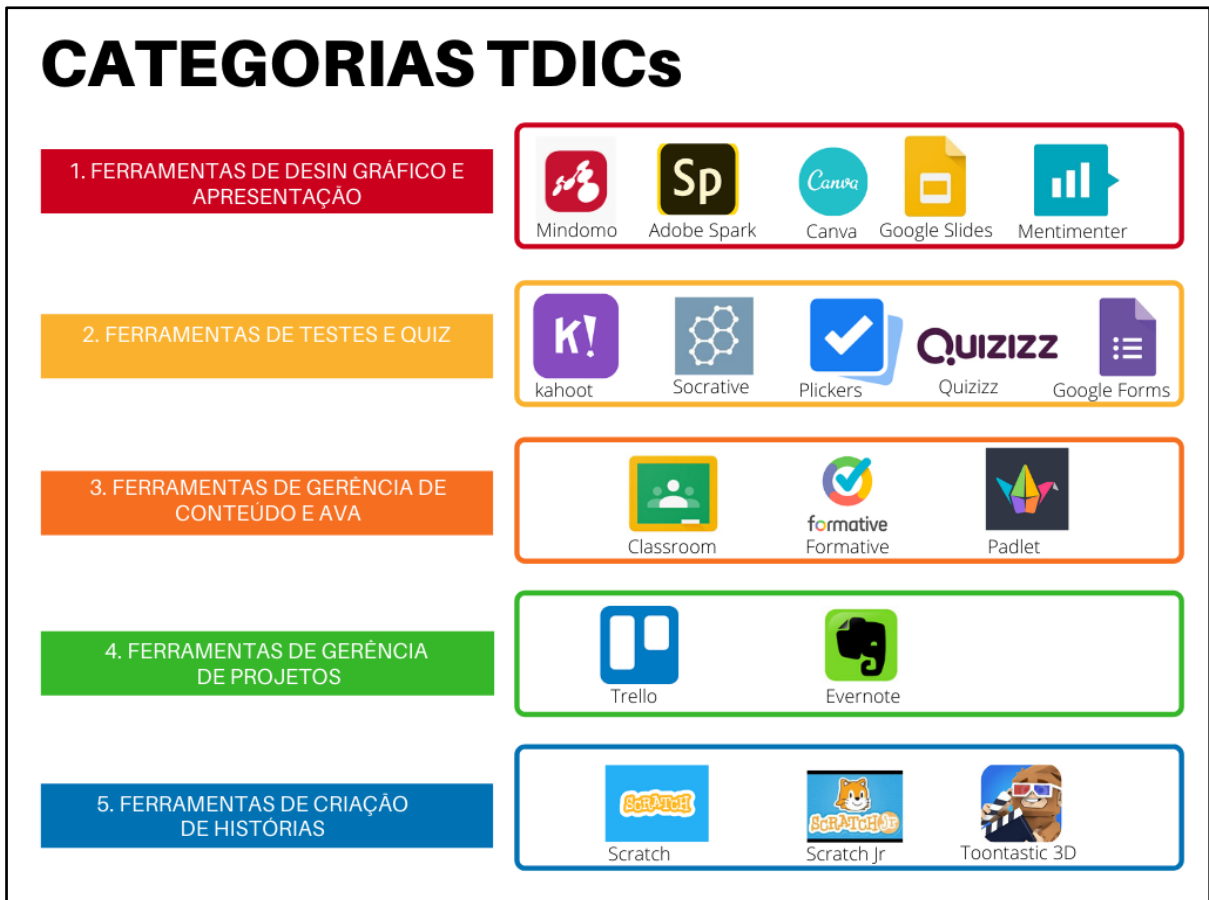 CATEGORIAS TDICs
1. FERRAMENTAS DE DESIN GRÁFICO E
APRESENTAÇÃO
Sp
Canva
Mindomo
Adobe Spark
Canva
Google Slides
Mentimenter
2. FERRAMENTAS DE TESTES E QUIZ
K!
QUIZIZZ
kahoot
Socrative
Plickers
Quizizz
Google Forms
3. FERRAMENTAS DE GERÊNCIA DE
CONTEÚDO E AVA
formative
Classroom
Formative
Padlet
4. FERRAMENTAS DE GERÊNCIA
DE PROJETOS
Trello
Evernote
5. FERRAMENTAS DE CRIAÇÃO
DE HISTÓRIAS
SCRATCH
SCRATCH Jr
Scratch
Scratch Jr
Toontastic 3D